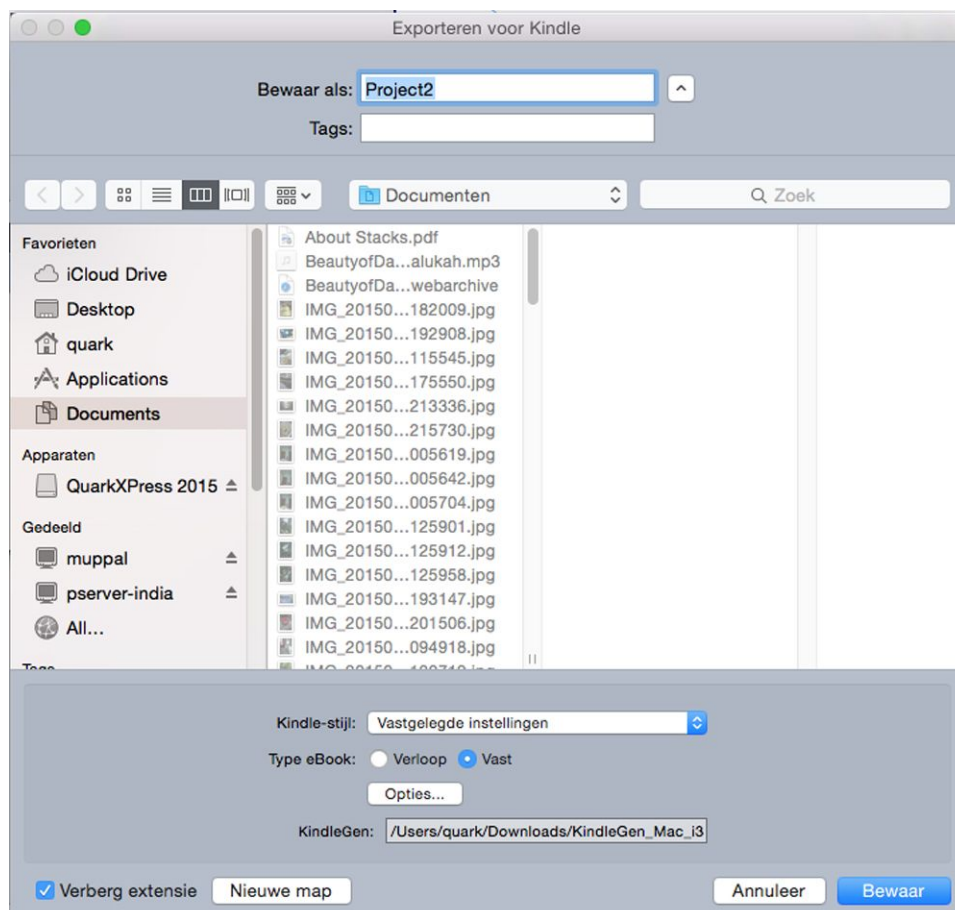 Exporteren voor Kindle
Bewaar als: Project2
Tags:
Documenten
Zoek
Favorieten
iCloud Drive
Desktop
quark
Applications
Documents
Apparaten
QuarkXPress 2015
Gedeeld
muppal
pserver-india
All...
Tags
About Stacks.pdf
BeautyofDa...alukah.mp3
BeautyofDa...webarchive
IMG_20150...182009.jpg
IMG_20150...192908.jpg
IMG_20150...115545.jpg
IMG_20150...175550.jpg
IMG_20150...213336.jpg
IMG_20150...215730.jpg
IMG_20150...005619.jpg
IMG_20150...005642.jpg
IMG_20150...005704.jpg
IMG_20150...125901.jpg
IMG_20150...125912.jpg
IMG_20150...125958.jpg
IMG_20150...193147.jpg
IMG_20150...201506.jpg
IMG_20150...094918.jpg
Kindle-stijl: Vastgelegde instellingen
Type eBook: Verloop Vast
Opties...
KindleGen: /Users/quark/Downloads/KindleGen_Mac_i3
Verberg extensie Nieuwe map Annuleer Bewaar